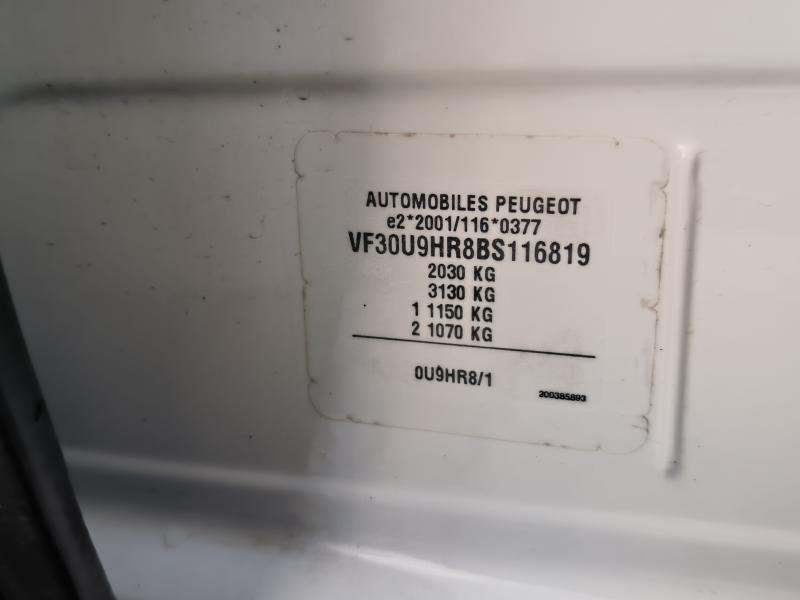 AUTOMOBILES PEUGEOT
e2*2001/116*0377
VF30U9HR8BS116819
2030 KG
3130 KG
1 1150 KG
2 1070 KG
0U9HR8/1
200385893